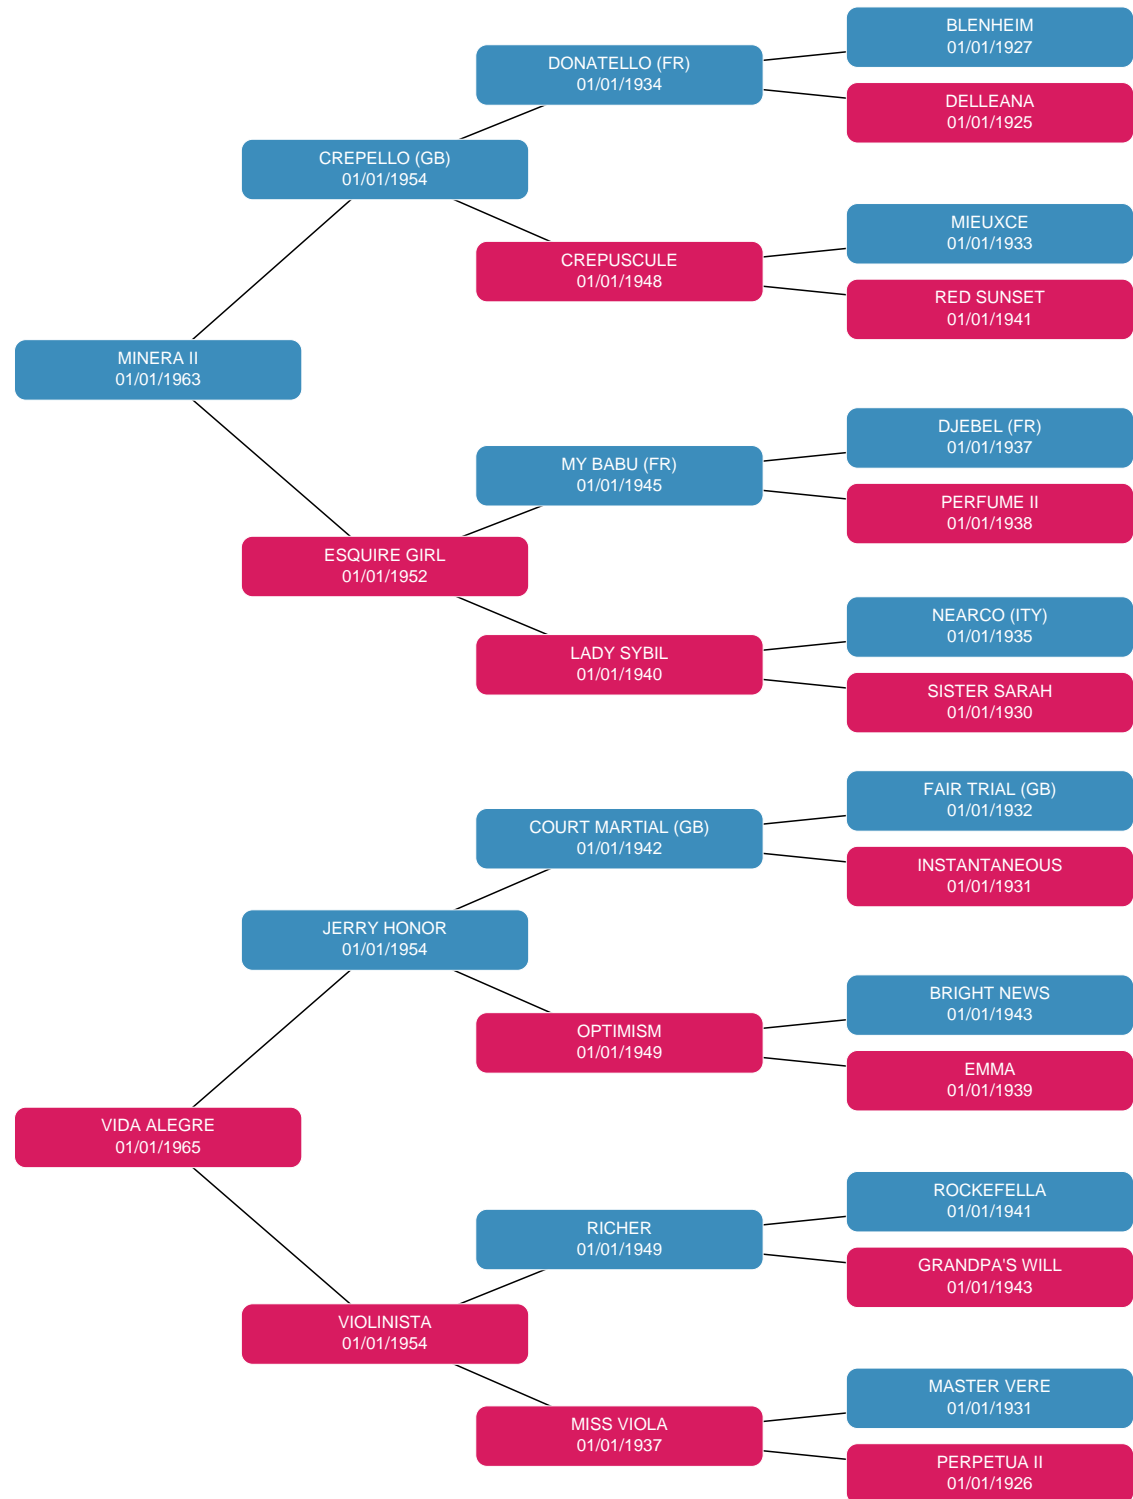 BLENHEIM
01/01/1927
DONATELLO (FR)
01/01/1934
DELLEANA
01/01/1925
CREPELLO (GB)
01/01/1954
MIEUXCE
01/01/1933
CREPUSCULE
01/01/1948
RED SUNSET
01/01/1941
MINERA II
01/01/1963
DJEBEL (FR)
01/01/1937
MY BABU (FR)
01/01/1945
PERFUME II
01/01/1938
ESQUIRE GIRL
01/01/1952
NEARCO (ITY)
01/01/1935
LADY SYBIL
01/01/1940
SISTER SARAH
01/01/1930
FAIR TRIAL (GB)
01/01/1932
COURT MARTIAL (GB)
01/01/1942
INSTANTANEOUS
01/01/1931
JERRY HONOR
01/01/1954
BRIGHT NEWS
01/01/1943
OPTIMISM
01/01/1949
EMMA
01/01/1939
VIDA ALEGRE
01/01/1965
ROCKEFELLA
01/01/1941
RICHER
01/01/1949
GRANDPA'S WILL
01/01/1943
VIOLINISTA
01/01/1954
MASTER VERE
01/01/1931
MISS VIOLA
01/01/1937
PERPETUA II
01/01/1926